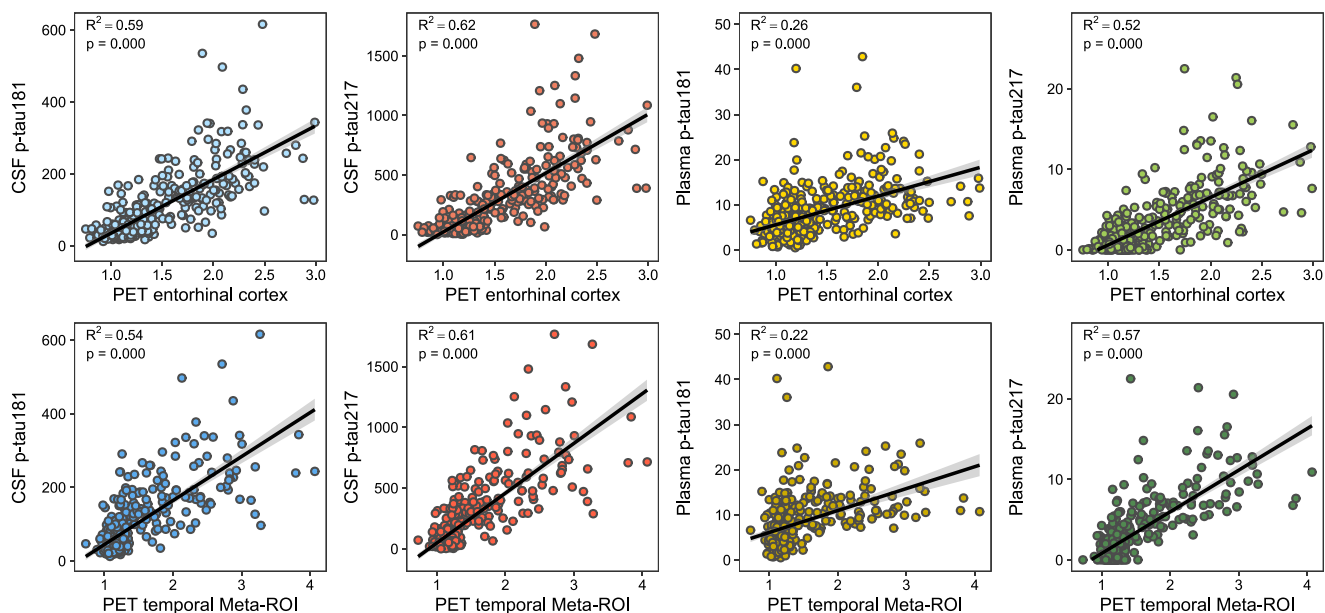 R² = 0.59
p = 0.000
CSF p-tau181
600
400
200
0
1.0 1.5 2.0 2.5 3.0
PET entorhinal cortex
R² = 0.62
p = 0.000
CSF p-tau217
1500
1000
500
0
1.0 1.5 2.0 2.5 3.0
PET entorhinal cortex
R² = 0.26
p = 0.000
Plasma p-tau181
50
40
30
20
10
0
1.0 1.5 2.0 2.5 3.0
PET entorhinal cortex
R² = 0.52
p = 0.000
Plasma p-tau217
20
10
0
1.0 1.5 2.0 2.5 3.0
PET entorhinal cortex
R² = 0.54
p = 0.000
CSF p-tau181
600
400
200
0
1 2 3 4
PET temporal Meta-ROI
R² = 0.61
p = 0.000
CSF p-tau217
1500
1000
500
0
1 2 3 4
PET temporal Meta-ROI
R² = 0.22
p = 0.000
Plasma p-tau181
50
40
30
20
10
0
1 2 3 4
PET temporal Meta-ROI
R² = 0.57
p = 0.000
Plasma p-tau217
20
10
0
1 2 3 4
PET temporal Meta-ROI